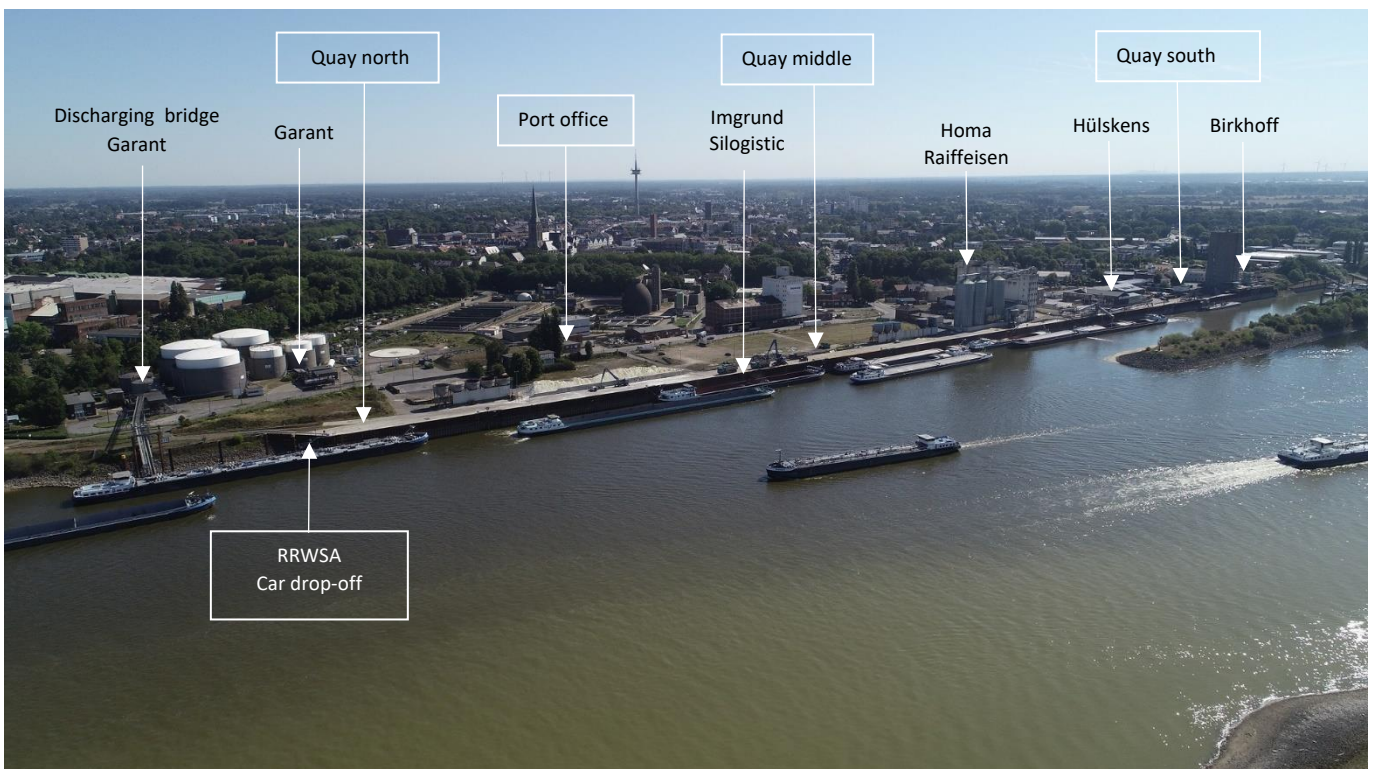 Quay north
Quay middle
Quay south
Discharging bridge
Garant
Garant
Port office
Imgrund
Silogistic
Homa
Raiffeisen
Hülskens
Birkhoff
RRWSA
Car drop-off